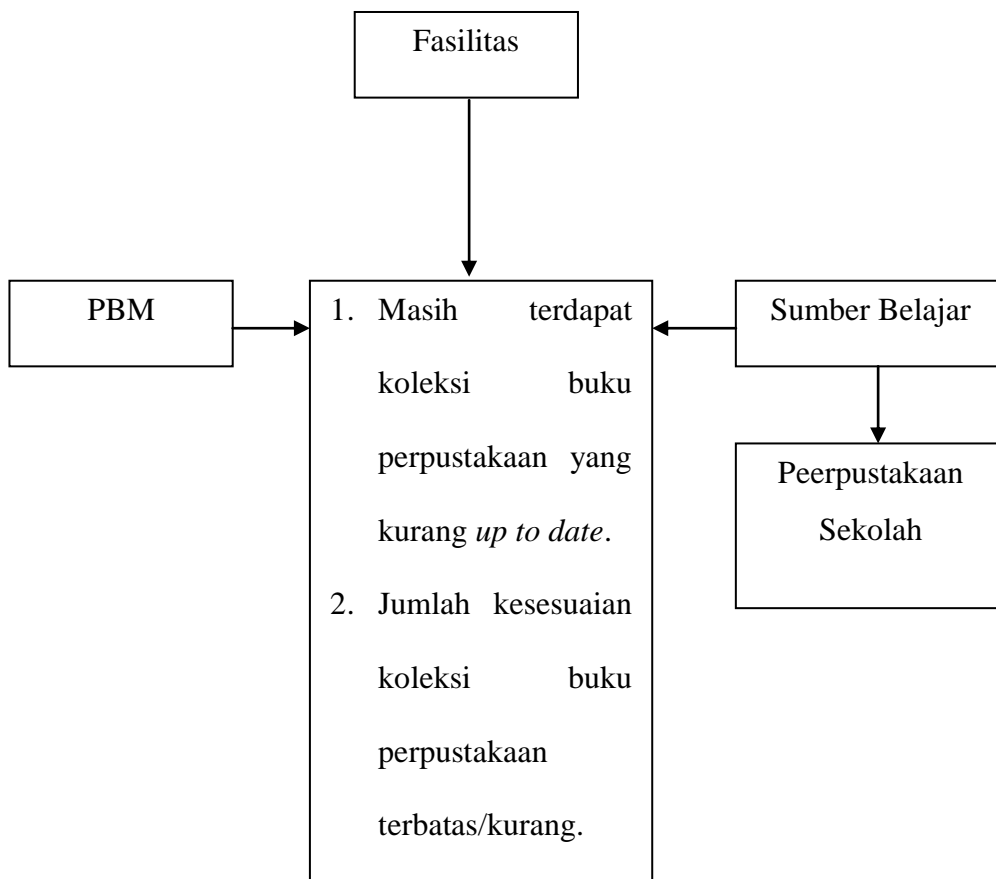 Fasilitas
PBM
1. Masih terdapat
koleksi buku
perpustakaan yang
kurang up to date.
2. Jumlah kesesuaian
koleksi buku
perpustakaan
terbatas/kurang.
Sumber Belajar
Peerpustakaan
Sekolah